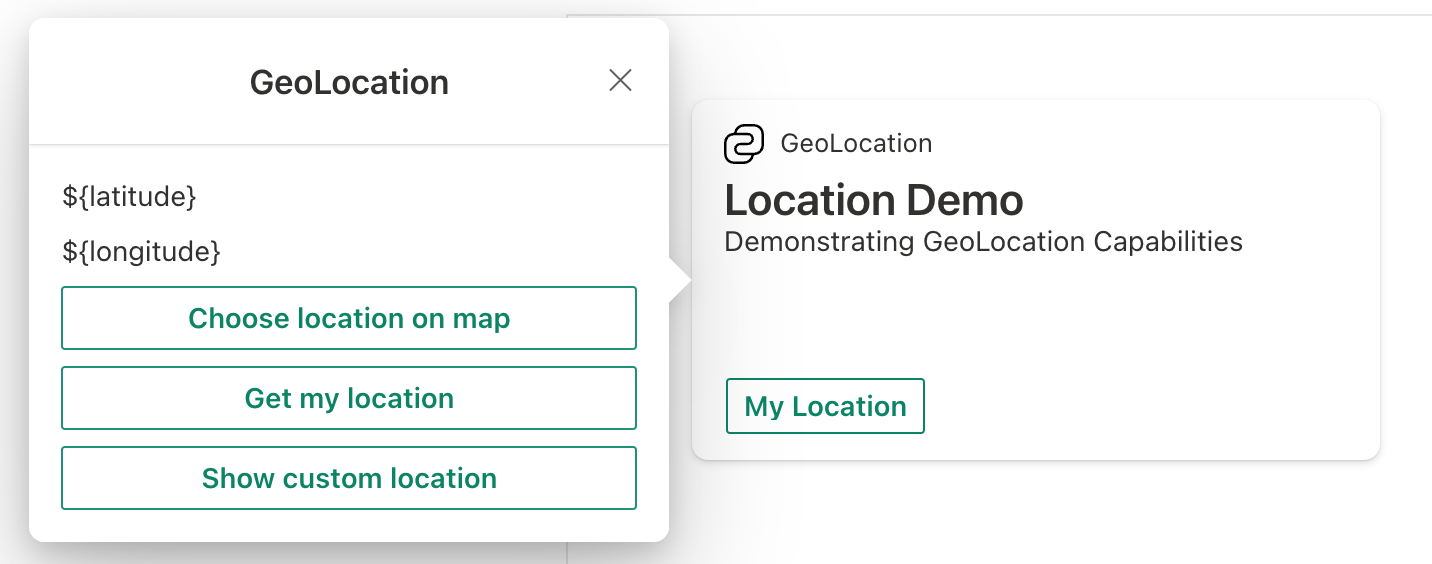 GeoLocation
${latitude}
${longitude}
Choose location on map
Get my location
Show custom location
GeoLocation
Location Demo
Demonstrating GeoLocation Capabilities
My Location